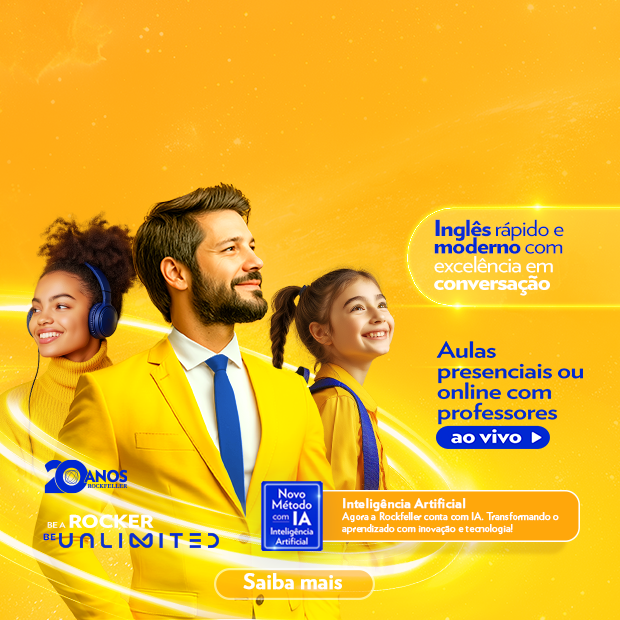 Inglês rápido e
moderno com
excelência em
conversação
Aulas
presenciais ou
online com
professores
ao vivo
20 ANOS
ROCKFELLER
BE A ROCKER
BE UNLIMITED
Novo
Método
com IA
Inteligência
Artificial
Inteligência Artificial
Agora a Rockfeller conta com IA. Transformando o
aprendizado com inovação e tecnologia!
Saiba mais